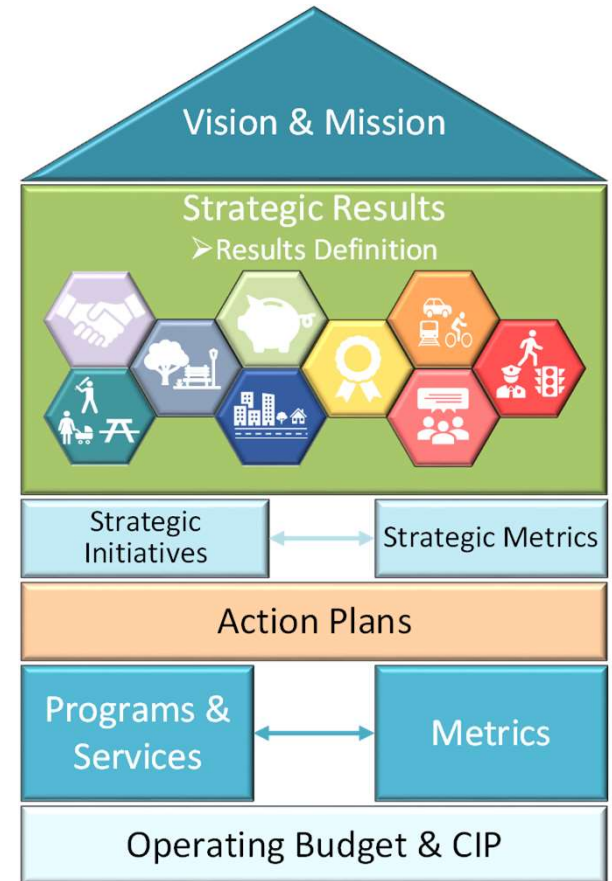 Vision & Mission
Strategic Results
➢Results Definition
Strategic
Initiatives
Strategic Metrics
Action Plans
Programs &
Services
Metrics
Operating Budget & CIP